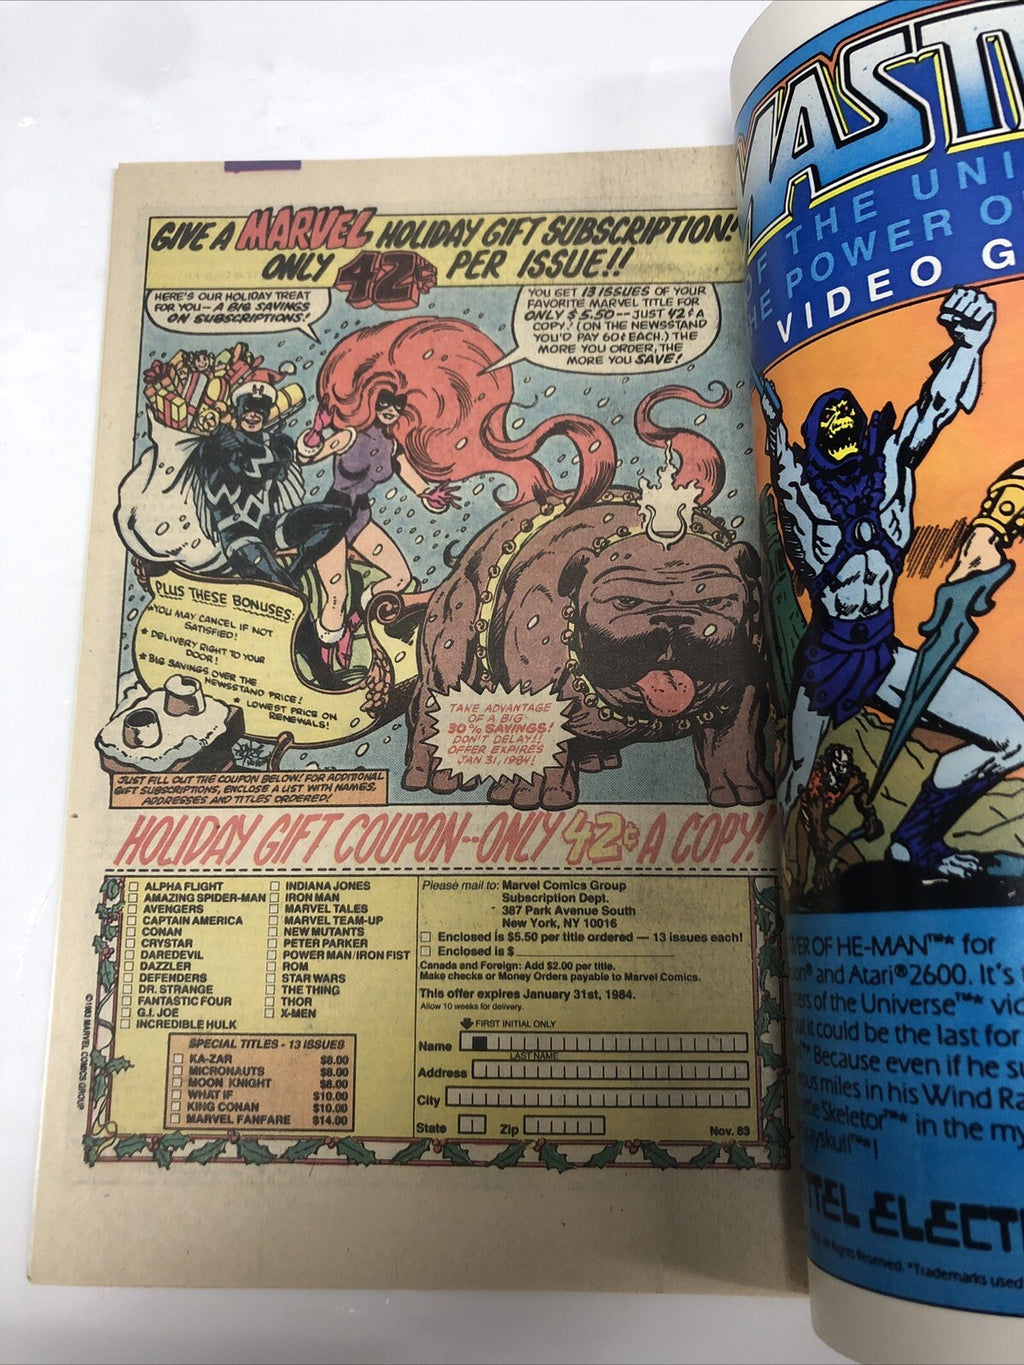 GIVE A MARVEL HOLIDAY GIFT SUBSCRIPTION!
ONLY 42¢ PER ISSUE!!
HERE'S OUR HOLIDAY TREAT
FOR YOU-- A BIG SAVINGS
ON SUBSCRIPTIONS!
YOU GET 13 ISSUES OF YOUR
FAVORITE MARVEL TITLE FOR
ONLY $5.50--JUST 42¢ A
COPY! (ON THE NEWSSTAND
YOU'D PAY 60¢ EACH.) THE
MORE YOU ORDER, THE
MORE YOU SAVE!
PLUS THESE BONUSES:
*YOU MAY CANCEL IF NOT
SATISFIED!
* DELIVERY RIGHT TO YOUR
DOOR!
* BIG SAVINGS OVER THE
NEWSSTAND PRICE!
* LOWEST PRICE ON
RENEWALS!
TAKE ADVANTAGE
OF A BIG
30% SAVINGS!
DON'T DELAY!!
OFFER EXPIRES
JAN 31, 1984!
JUST FILL OUT THE COUPON BELOW! FOR ADDITIONAL
GIFT SUBSCRIPTIONS, ENCLOSE A LIST WITH NAMES,
ADDRESSES AND TITLES ORDERED!
HOLIDAY GIFT COUPON--ONLY 42¢ A COPY!
ALPHA FLIGHT
AMAZING SPIDER-MAN
AVENGERS
CAPTAIN AMERICA
CONAN
CRYSTAR
DAREDEVIL
DAZZLER
DEFENDERS
DR. STRANGE
FANTASTIC FOUR
G.I. JOE
INCREDIBLE HULK
INDIANA JONES
IRON MAN
MARVEL TALES
MARVEL TEAM-UP
NEW MUTANTS
PETER PARKER
POWER MAN/IRON FIST
ROM
STAR WARS
THE THING
THOR
X-MEN
SPECIAL TITLES - 13 ISSUES
KA-ZAR $8.00
MICRONAUTS $8.00
MOON KNIGHT $8.00
WHAT IF $10.00
KING CONAN $10.00
MARVEL FANFARE $14.00
Please mail to: Marvel Comics Group
Subscription Dept.
387 Park Avenue South
New York, NY 10016
Enclosed is $5.50 per title ordered — 13 issues each!
Enclosed is $
Canada and Foreign: Add $2.00 per title.
Make checks or Money Orders payable to Marvel Comics.
This offer expires January 31st, 1984.
Allow 10 weeks for delivery.
FIRST INITIAL ONLY
Name
LAST NAME
Address
City
State Zip Nov. 83
©1983 MARVEL COMICS GROUP
MAST
OF THE UNI
HE POWER O
VIDEO G
VER OF HE-MAN™* for
on® and Atari® 2600. It's
ers of the Universe™* vid
ut it could be the last for
™* Because even if he su
ous miles in his Wind Ra
ttle Skeletor™* in the my
rayskull™*!
TEL ELECT
All Rights Reserved. *Trademarks used